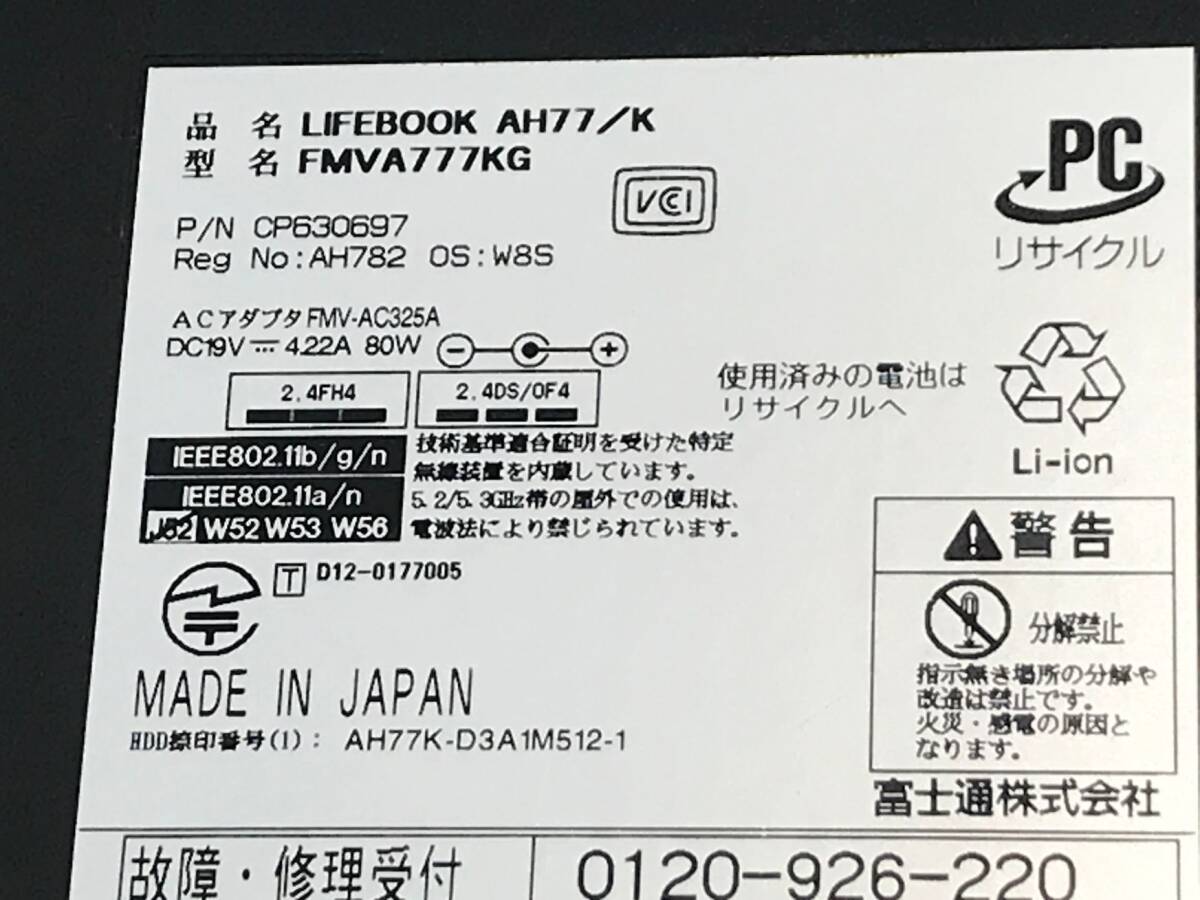 品 名 LIFEBOOK AH77/K
型 名 FMVA777KG
VCI
P/N CP630697
Reg No:AH782 OS:W8S
PC
リサイクル
ACアダプタ FMV-AC325A
DC19V 4.22A 80W
2.4FH4
2.4DS/OF4
IEEE802.11b/g/n
IEEE802.11a/n
J52 W52 W53 W56
技術基準適合証明を受けた特定
無線装置を内蔵しています。
5.2/5.3GHz帯の屋外での使用は、
電波法により禁じられています。
使用済みの電池は
リサイクルへ
Li-ion
T D12-0177005
警告
分解禁止
指示無き場所の分解や
改造は禁止です。
火災・感電の原因と
なります。
MADE IN JAPAN
HDD捺印番号(1): AH77K-D3A1M512-1
富士通株式会社
故障・修理受付 0120-926-220